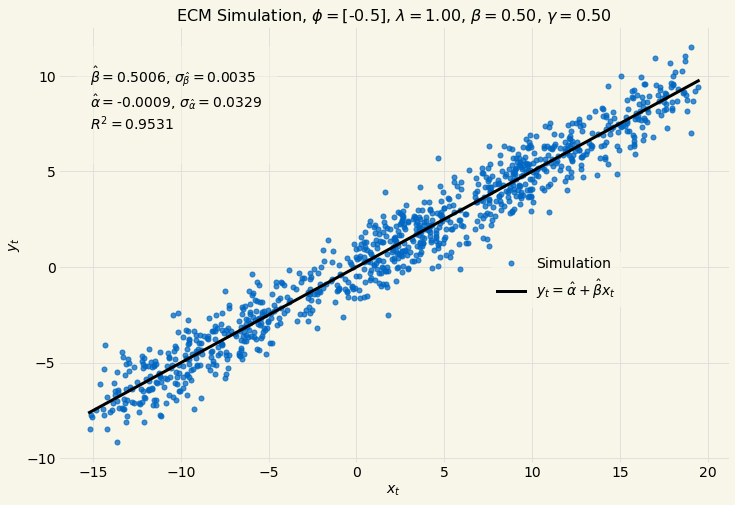 ECM Simulation, ϕ = [-0.5], λ = 1.00, β = 0.50, γ = 0.50
β̂ = 0.5006, σ_β̂ = 0.0035
α̂ = -0.0009, σ_α̂ = 0.0329
R² = 0.9531
10
5
0
−5
−10
y_t
Simulation
y_t = α̂ + β̂x_t
−15 −10 −5 0 5 10 15 20
x_t